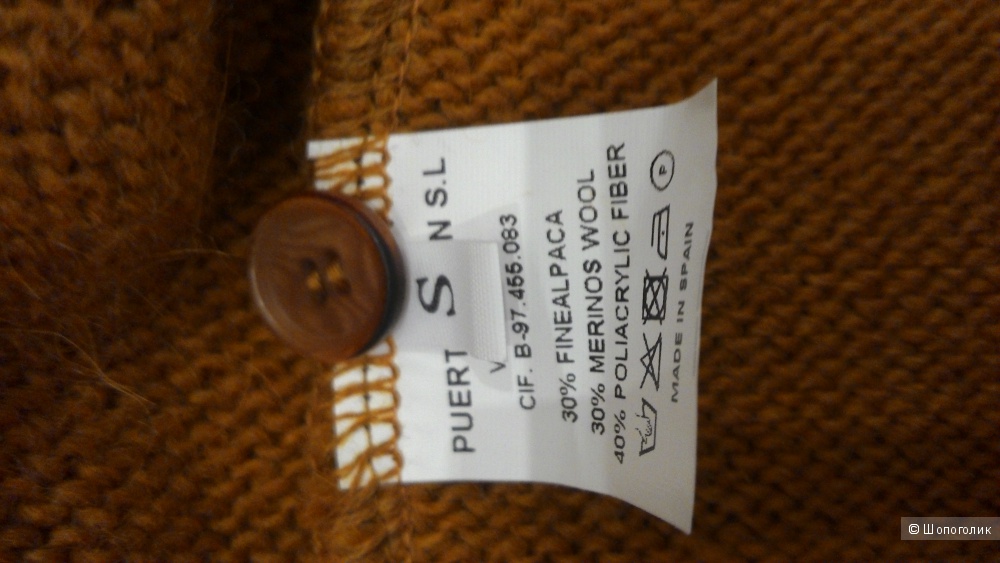 PUERT N S.L
S
V
CIF. B-97.455.083
30% FINEALPACA
30% MERINOS WOOL
40% POLIACRYLIC FIBER
P
MADE IN SPAIN
© Шопоголик